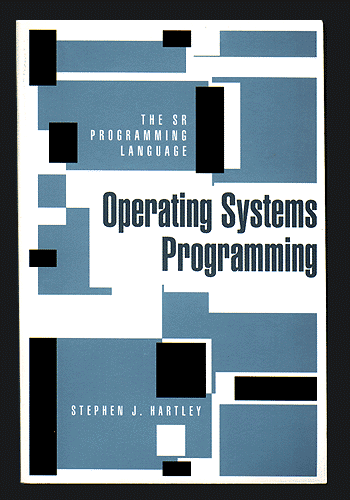 THE SR
PROGRAMMING
LANGUAGE
Operating Systems
Programming
STEPHEN J. HARTLEY